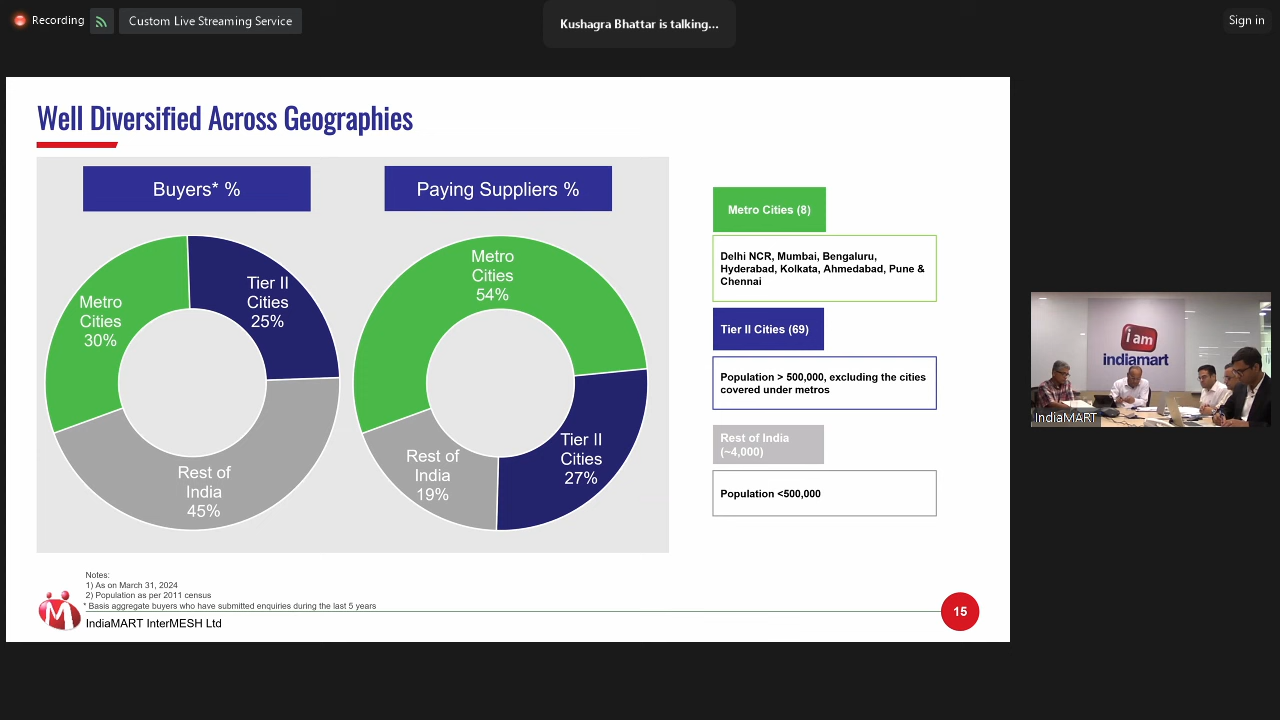 Recording
Custom Live Streaming Service
Kushagra Bhattar is talking...
Sign in
Well Diversified Across Geographies
Buyers* %
Paying Suppliers %
Metro
Cities
30%
Tier II
Cities
25%
Rest of
India
45%
Metro
Cities
54%
Tier II
Cities
27%
Rest of
India
19%
Metro Cities (8)
Delhi NCR, Mumbai, Bengaluru,
Hyderabad, Kolkata, Ahmedabad, Pune &
Chennai
Tier II Cities (69)
Population > 500,000, excluding the cities
covered under metros
Rest of India
(~4,000)
Population <500,000
i am
indiamart
IndiaMART
Notes:
1) As on March 31, 2024
2) Population as per 2011 census
* Basis aggregate buyers who have submitted enquiries during the last 5 years
IndiaMART InterMESH Ltd
15